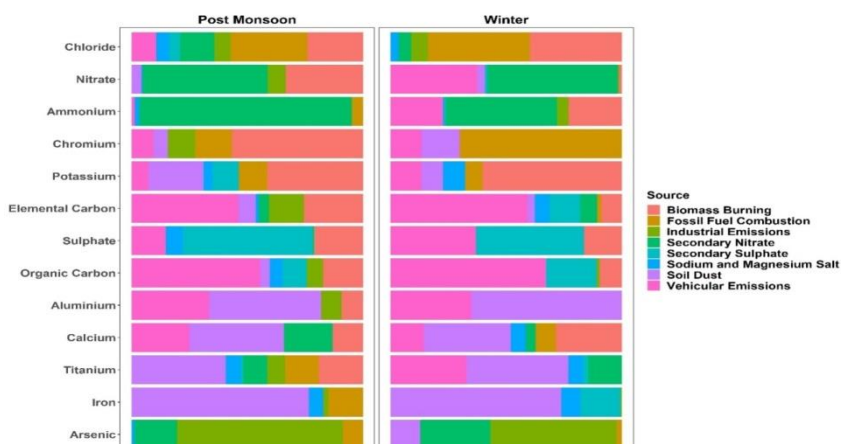 Post Monsoon
Winter
Chloride
Nitrate
Ammonium
Chromium
Potassium
Elemental Carbon
Sulphate
Organic Carbon
Aluminium
Calcium
Titanium
Iron
Arsenic
Source
Biomass Burning
Fossil Fuel Combustion
Industrial Emissions
Secondary Nitrate
Secondary Sulphate
Sodium and Magnesium Salt
Soil Dust
Vehicular Emissions